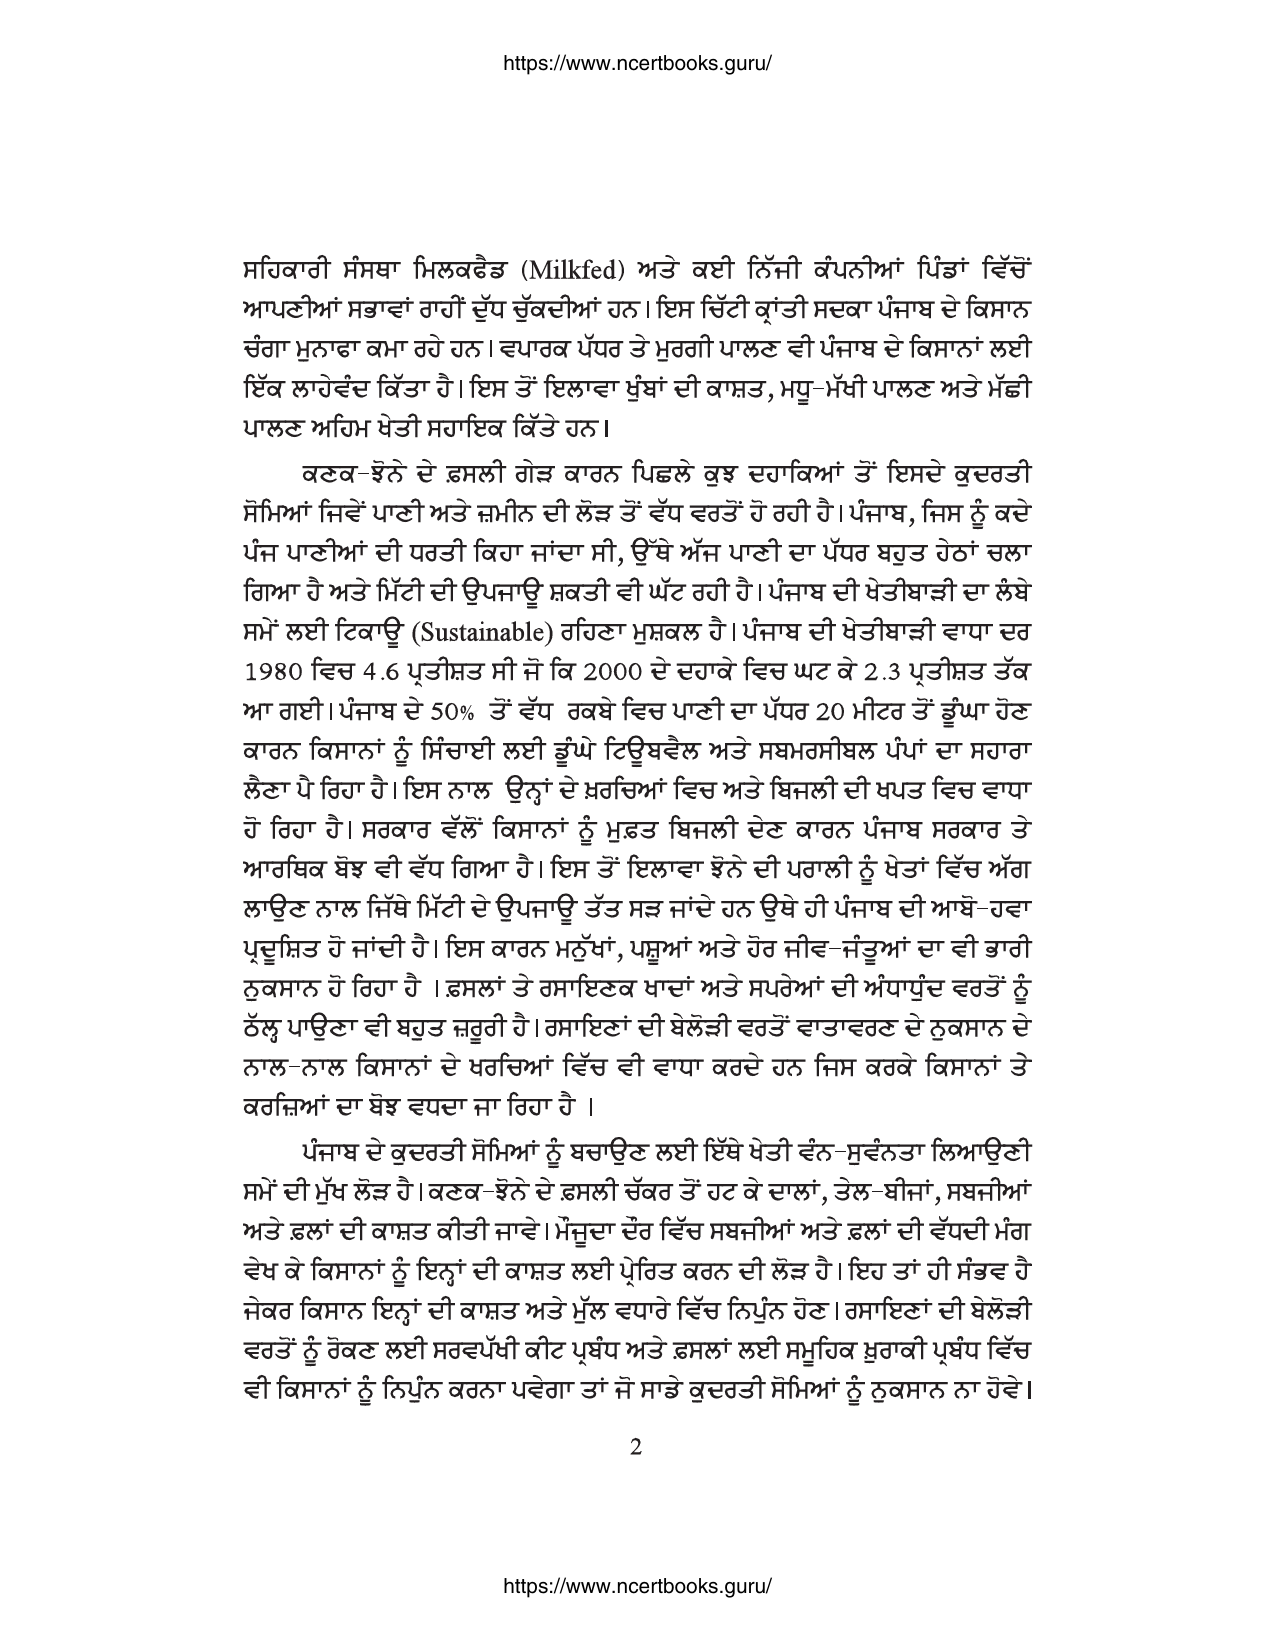 https://www.ncertbooks.guru/
ਸਹਿਕਾਰੀ ਸੰਸਥਾ ਮਿਲਕਫੈਡ (Milkfed) ਅਤੇ ਕਈ ਨਿੱਜੀ ਕੰਪਨੀਆਂ ਪਿੰਡਾਂ ਵਿੱਚੋਂ
ਆਪਣੀਆਂ ਸਭਾਵਾਂ ਰਾਹੀਂ ਦੁੱਧ ਚੁੱਕਦੀਆਂ ਹਨ। ਇਸ ਚਿੱਟੀ ਕ੍ਰਾਂਤੀ ਸਦਕਾ ਪੰਜਾਬ ਦੇ ਕਿਸਾਨ
ਚੰਗਾ ਮੁਨਾਫਾ ਕਮਾ ਰਹੇ ਹਨ। ਵਪਾਰਕ ਪੱਧਰ ਤੇ ਮੁਰਗੀ ਪਾਲਣ ਵੀ ਪੰਜਾਬ ਦੇ ਕਿਸਾਨਾਂ ਲਈ
ਇੱਕ ਲਾਹੇਵੰਦ ਕਿੱਤਾ ਹੈ। ਇਸ ਤੋਂ ਇਲਾਵਾ ਖੁੰਬਾਂ ਦੀ ਕਾਸ਼ਤ, ਮਧੂ-ਮੱਖੀ ਪਾਲਣ ਅਤੇ ਮੱਛੀ
ਪਾਲਣ ਅਹਿਮ ਖੇਤੀ ਸਹਾਇਕ ਕਿੱਤੇ ਹਨ।
ਕਣਕ-ਝੋਨੇ ਦੇ ਫ਼ਸਲੀ ਗੇੜ ਕਾਰਨ ਪਿਛਲੇ ਕੁਝ ਦਹਾਕਿਆਂ ਤੋਂ ਇਸਦੇ ਕੁਦਰਤੀ
ਸੋਮਿਆਂ ਜਿਵੇਂ ਪਾਣੀ ਅਤੇ ਜ਼ਮੀਨ ਦੀ ਲੋੜ ਤੋਂ ਵੱਧ ਵਰਤੋਂ ਹੋ ਰਹੀ ਹੈ। ਪੰਜਾਬ, ਜਿਸ ਨੂੰ ਕਦੇ
ਪੰਜ ਪਾਣੀਆਂ ਦੀ ਧਰਤੀ ਕਿਹਾ ਜਾਂਦਾ ਸੀ, ਉੱਥੇ ਅੱਜ ਪਾਣੀ ਦਾ ਪੱਧਰ ਬਹੁਤ ਹੇਠਾਂ ਚਲਾ
ਗਿਆ ਹੈ ਅਤੇ ਮਿੱਟੀ ਦੀ ਉਪਜਾਊ ਸ਼ਕਤੀ ਵੀ ਘੱਟ ਰਹੀ ਹੈ। ਪੰਜਾਬ ਦੀ ਖੇਤੀਬਾੜੀ ਦਾ ਲੰਬੇ
ਸਮੇਂ ਲਈ ਟਿਕਾਊ (Sustainable) ਰਹਿਣਾ ਮੁਸ਼ਕਲ ਹੈ। ਪੰਜਾਬ ਦੀ ਖੇਤੀਬਾੜੀ ਵਾਧਾ ਦਰ
1980 ਵਿਚ 4.6 ਪ੍ਰਤੀਸ਼ਤ ਸੀ ਜੋ ਕਿ 2000 ਦੇ ਦਹਾਕੇ ਵਿਚ ਘਟ ਕੇ 2.3 ਪ੍ਰਤੀਸ਼ਤ ਤੱਕ
ਆ ਗਈ। ਪੰਜਾਬ ਦੇ 50% ਤੋਂ ਵੱਧ ਰਕਬੇ ਵਿਚ ਪਾਣੀ ਦਾ ਪੱਧਰ 20 ਮੀਟਰ ਤੋਂ ਡੂੰਘਾ ਹੋਣ
ਕਾਰਨ ਕਿਸਾਨਾਂ ਨੂੰ ਸਿੰਚਾਈ ਲਈ ਡੂੰਘੇ ਟਿਊਬਵੈਲ ਅਤੇ ਸਬਮਰਸੀਬਲ ਪੰਪਾਂ ਦਾ ਸਹਾਰਾ
ਲੈਣਾ ਪੈ ਰਿਹਾ ਹੈ। ਇਸ ਨਾਲ ਉਨ੍ਹਾਂ ਦੇ ਖ਼ਰਚਿਆਂ ਵਿਚ ਅਤੇ ਬਿਜਲੀ ਦੀ ਖਪਤ ਵਿਚ ਵਾਧਾ
ਹੋ ਰਿਹਾ ਹੈ। ਸਰਕਾਰ ਵੱਲੋਂ ਕਿਸਾਨਾਂ ਨੂੰ ਮੁਫ਼ਤ ਬਿਜਲੀ ਦੇਣ ਕਾਰਨ ਪੰਜਾਬ ਸਰਕਾਰ ਤੇ
ਆਰਥਿਕ ਬੋਝ ਵੀ ਵੱਧ ਗਿਆ ਹੈ। ਇਸ ਤੋਂ ਇਲਾਵਾ ਝੋਨੇ ਦੀ ਪਰਾਲੀ ਨੂੰ ਖੇਤਾਂ ਵਿੱਚ ਅੱਗ
ਲਾਉਣ ਨਾਲ ਜਿੱਥੇ ਮਿੱਟੀ ਦੇ ਉਪਜਾਊ ਤੱਤ ਸੜ ਜਾਂਦੇ ਹਨ ਉਥੇ ਹੀ ਪੰਜਾਬ ਦੀ ਆਬੋ-ਹਵਾ
ਪ੍ਰਦੂਸ਼ਿਤ ਹੋ ਜਾਂਦੀ ਹੈ। ਇਸ ਕਾਰਨ ਮਨੁੱਖਾਂ, ਪਸ਼ੂਆਂ ਅਤੇ ਹੋਰ ਜੀਵ-ਜੰਤੂਆਂ ਦਾ ਵੀ ਭਾਰੀ
ਨੁਕਸਾਨ ਹੋ ਰਿਹਾ ਹੈ । ਫ਼ਸਲਾਂ ਤੇ ਰਸਾਇਣਕ ਖਾਦਾਂ ਅਤੇ ਸਪਰੇਆਂ ਦੀ ਅੰਧਾਧੁੰਦ ਵਰਤੋਂ ਨੂੰ
ਠੱਲ੍ਹ ਪਾਉਣਾ ਵੀ ਬਹੁਤ ਜ਼ਰੂਰੀ ਹੈ। ਰਸਾਇਣਾਂ ਦੀ ਬੇਲੋੜੀ ਵਰਤੋਂ ਵਾਤਾਵਰਣ ਦੇ ਨੁਕਸਾਨ ਦੇ
ਨਾਲ-ਨਾਲ ਕਿਸਾਨਾਂ ਦੇ ਖਰਚਿਆਂ ਵਿੱਚ ਵੀ ਵਾਧਾ ਕਰਦੇ ਹਨ ਜਿਸ ਕਰਕੇ ਕਿਸਾਨਾਂ ਤੇ
ਕਰਜ਼ਿਆਂ ਦਾ ਬੋਝ ਵਧਦਾ ਜਾ ਰਿਹਾ ਹੈ ।
ਪੰਜਾਬ ਦੇ ਕੁਦਰਤੀ ਸੋਮਿਆਂ ਨੂੰ ਬਚਾਉਣ ਲਈ ਇੱਥੇ ਖੇਤੀ ਵੰਨ-ਸੁਵੰਨਤਾ ਲਿਆਉਣੀ
ਸਮੇਂ ਦੀ ਮੁੱਖ ਲੋੜ ਹੈ। ਕਣਕ-ਝੋਨੇ ਦੇ ਫ਼ਸਲੀ ਚੱਕਰ ਤੋਂ ਹਟ ਕੇ ਦਾਲਾਂ, ਤੇਲ-ਬੀਜਾਂ, ਸਬਜੀਆਂ
ਅਤੇ ਫ਼ਲਾਂ ਦੀ ਕਾਸ਼ਤ ਕੀਤੀ ਜਾਵੇ। ਮੌਜੂਦਾ ਦੌਰ ਵਿੱਚ ਸਬਜੀਆਂ ਅਤੇ ਫ਼ਲਾਂ ਦੀ ਵੱਧਦੀ ਮੰਗ
ਵੇਖ ਕੇ ਕਿਸਾਨਾਂ ਨੂੰ ਇਨ੍ਹਾਂ ਦੀ ਕਾਸ਼ਤ ਲਈ ਪ੍ਰੇਰਿਤ ਕਰਨ ਦੀ ਲੋੜ ਹੈ। ਇਹ ਤਾਂ ਹੀ ਸੰਭਵ ਹੈ
ਜੇਕਰ ਕਿਸਾਨ ਇਨ੍ਹਾਂ ਦੀ ਕਾਸ਼ਤ ਅਤੇ ਮੁੱਲ ਵਧਾਰੇ ਵਿੱਚ ਨਿਪੁੰਨ ਹੋਣ। ਰਸਾਇਣਾਂ ਦੀ ਬੇਲੋੜੀ
ਵਰਤੋਂ ਨੂੰ ਰੋਕਣ ਲਈ ਸਰਵਪੱਖੀ ਕੀਟ ਪ੍ਰਬੰਧ ਅਤੇ ਫ਼ਸਲਾਂ ਲਈ ਸਮੂਹਿਕ ਖ਼ੁਰਾਕੀ ਪ੍ਰਬੰਧ ਵਿੱਚ
ਵੀ ਕਿਸਾਨਾਂ ਨੂੰ ਨਿਪੁੰਨ ਕਰਨਾ ਪਵੇਗਾ ਤਾਂ ਜੋ ਸਾਡੇ ਕੁਦਰਤੀ ਸੋਮਿਆਂ ਨੂੰ ਨੁਕਸਾਨ ਨਾ ਹੋਵੇ।
2
https://www.ncertbooks.guru/